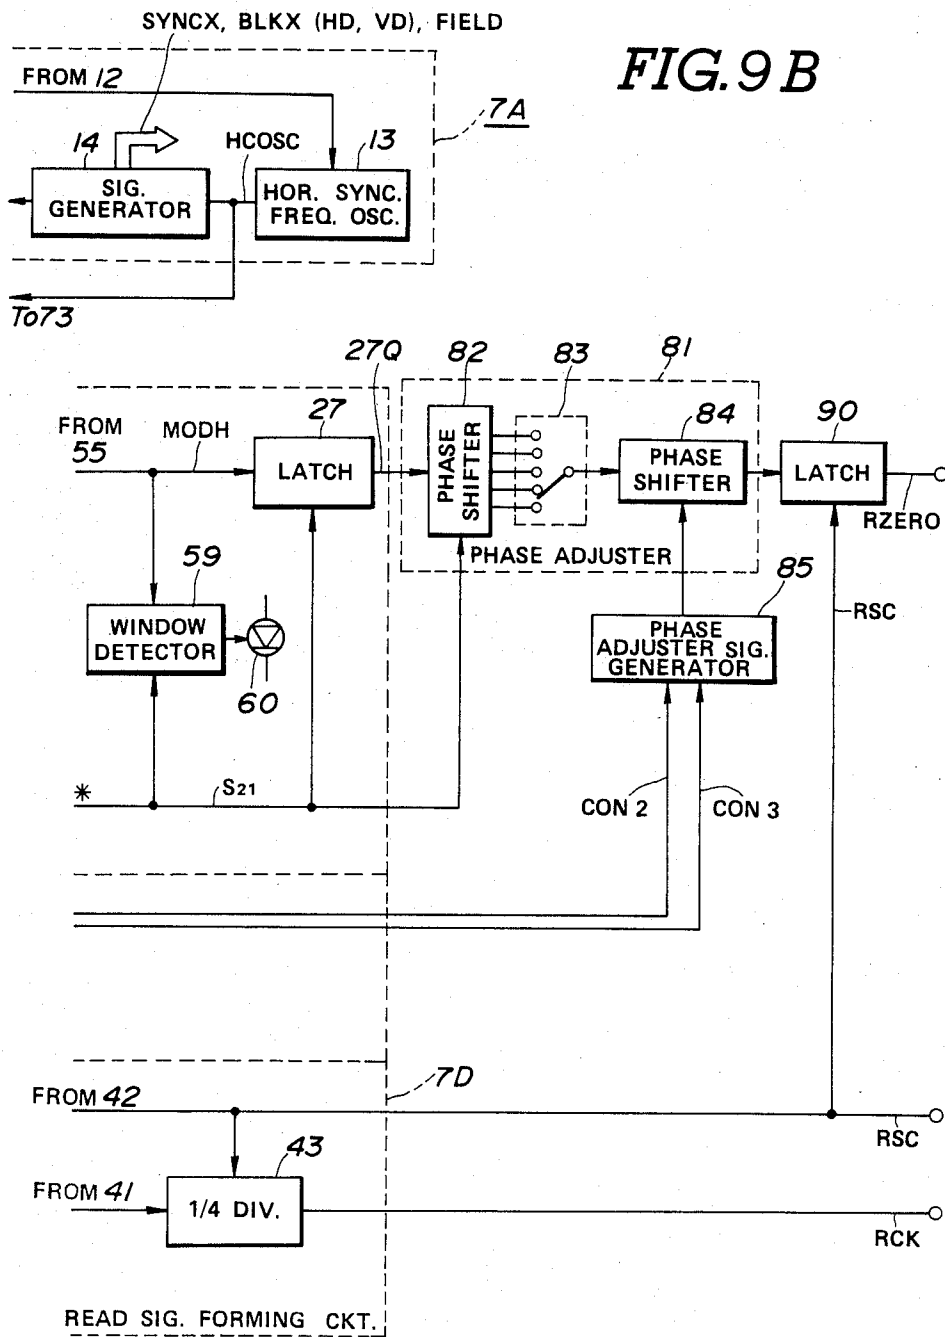 SYNCX, BLKX (HD, VD), FIELD
FIG. 9 B
FROM 12
7A
14
HCOSC
13
SIG.
GENERATOR
HOR. SYNC.
FREQ. OSC.
To 73
27Q
82
83
81
FROM
55
MODH
27
LATCH
PHASE
SHIFTER
84
PHASE
SHIFTER
90
LATCH
RZERO
PHASE ADJUSTER
59
WINDOW
DETECTOR
60
85
PHASE
ADJUSTER SIG.
GENERATOR
RSC
*
S21
CON 2
CON 3
7D
FROM 42
RSC
43
FROM 41
1/4 DIV.
RCK
READ SIG. FORMING CKT.